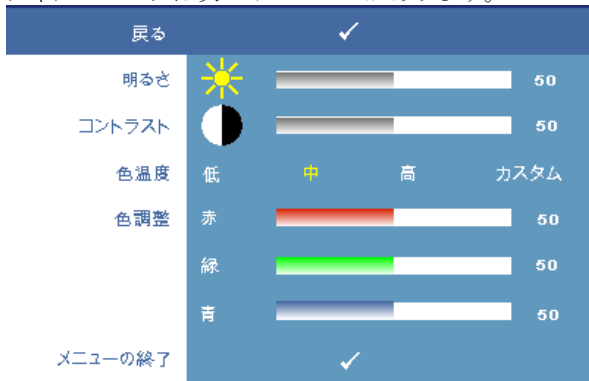 戻る
明るさ 50
コントラスト 50
色温度 低 中 高 カスタム
色調整 赤 50
緑 50
青 50
メニューの終了